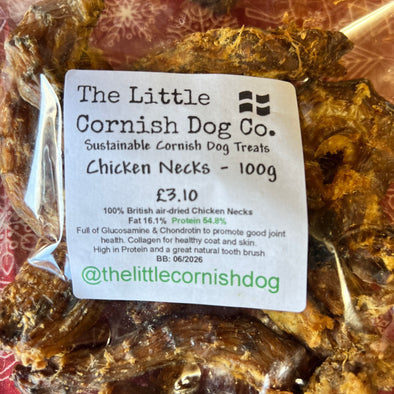 The Little
Cornish Dog Co.
Sustainable Cornish Dog Treats
Chicken Necks - 100g
£3.10
100% British air-dried Chicken Necks
Fat 16.1% Protein 54.8%
Full of Glucosamine & Chondrotin to promote good joint
health. Collagen for healthy coat and skin.
High in Protein and a great natural tooth brush
BB: 06/2026
@thelittlecornishdog